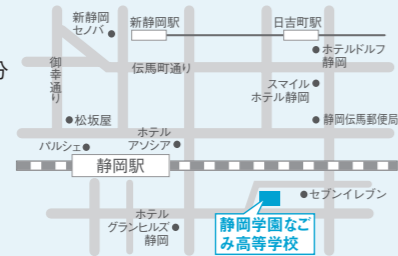 新静岡
セノバ
新静岡駅
日吉町駅
ホテルドルフ
静岡
分
御幸通り
伝馬町通り
スマイル
ホテル静岡
松坂屋
静岡伝馬郵便局
ホテル
アソシア
パルシェ
静岡駅
セブンイレブン
ホテル
グランヒルズ
静岡
静岡学園なご
み高等学校